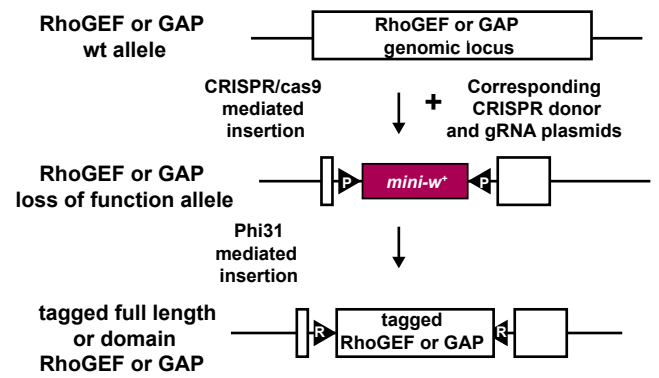 RhoGEF or GAP
wt allele
RhoGEF or GAP
genomic locus
CRISPR/cas9
mediated
insertion
+
Corresponding
CRISPR donor
and gRNA plasmids
RhoGEF or GAP
loss of function allele
P
mini-w⁺
P
Phi31
mediated
insertion
tagged full length
or domain
RhoGEF or GAP
R
tagged
RhoGEF or GAP
R